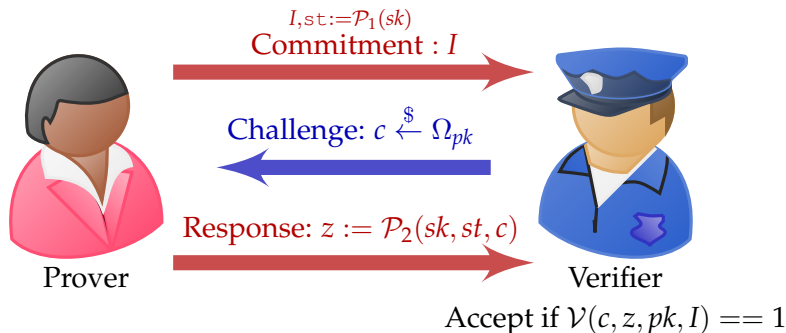 I,st:=𝒫₁(sk)
Commitment : I
Challenge: c $← Ω_pk
Response: z := 𝒫₂(sk, st, c)
Prover
Verifier
Accept if 𝒱(c, z, pk, I) == 1